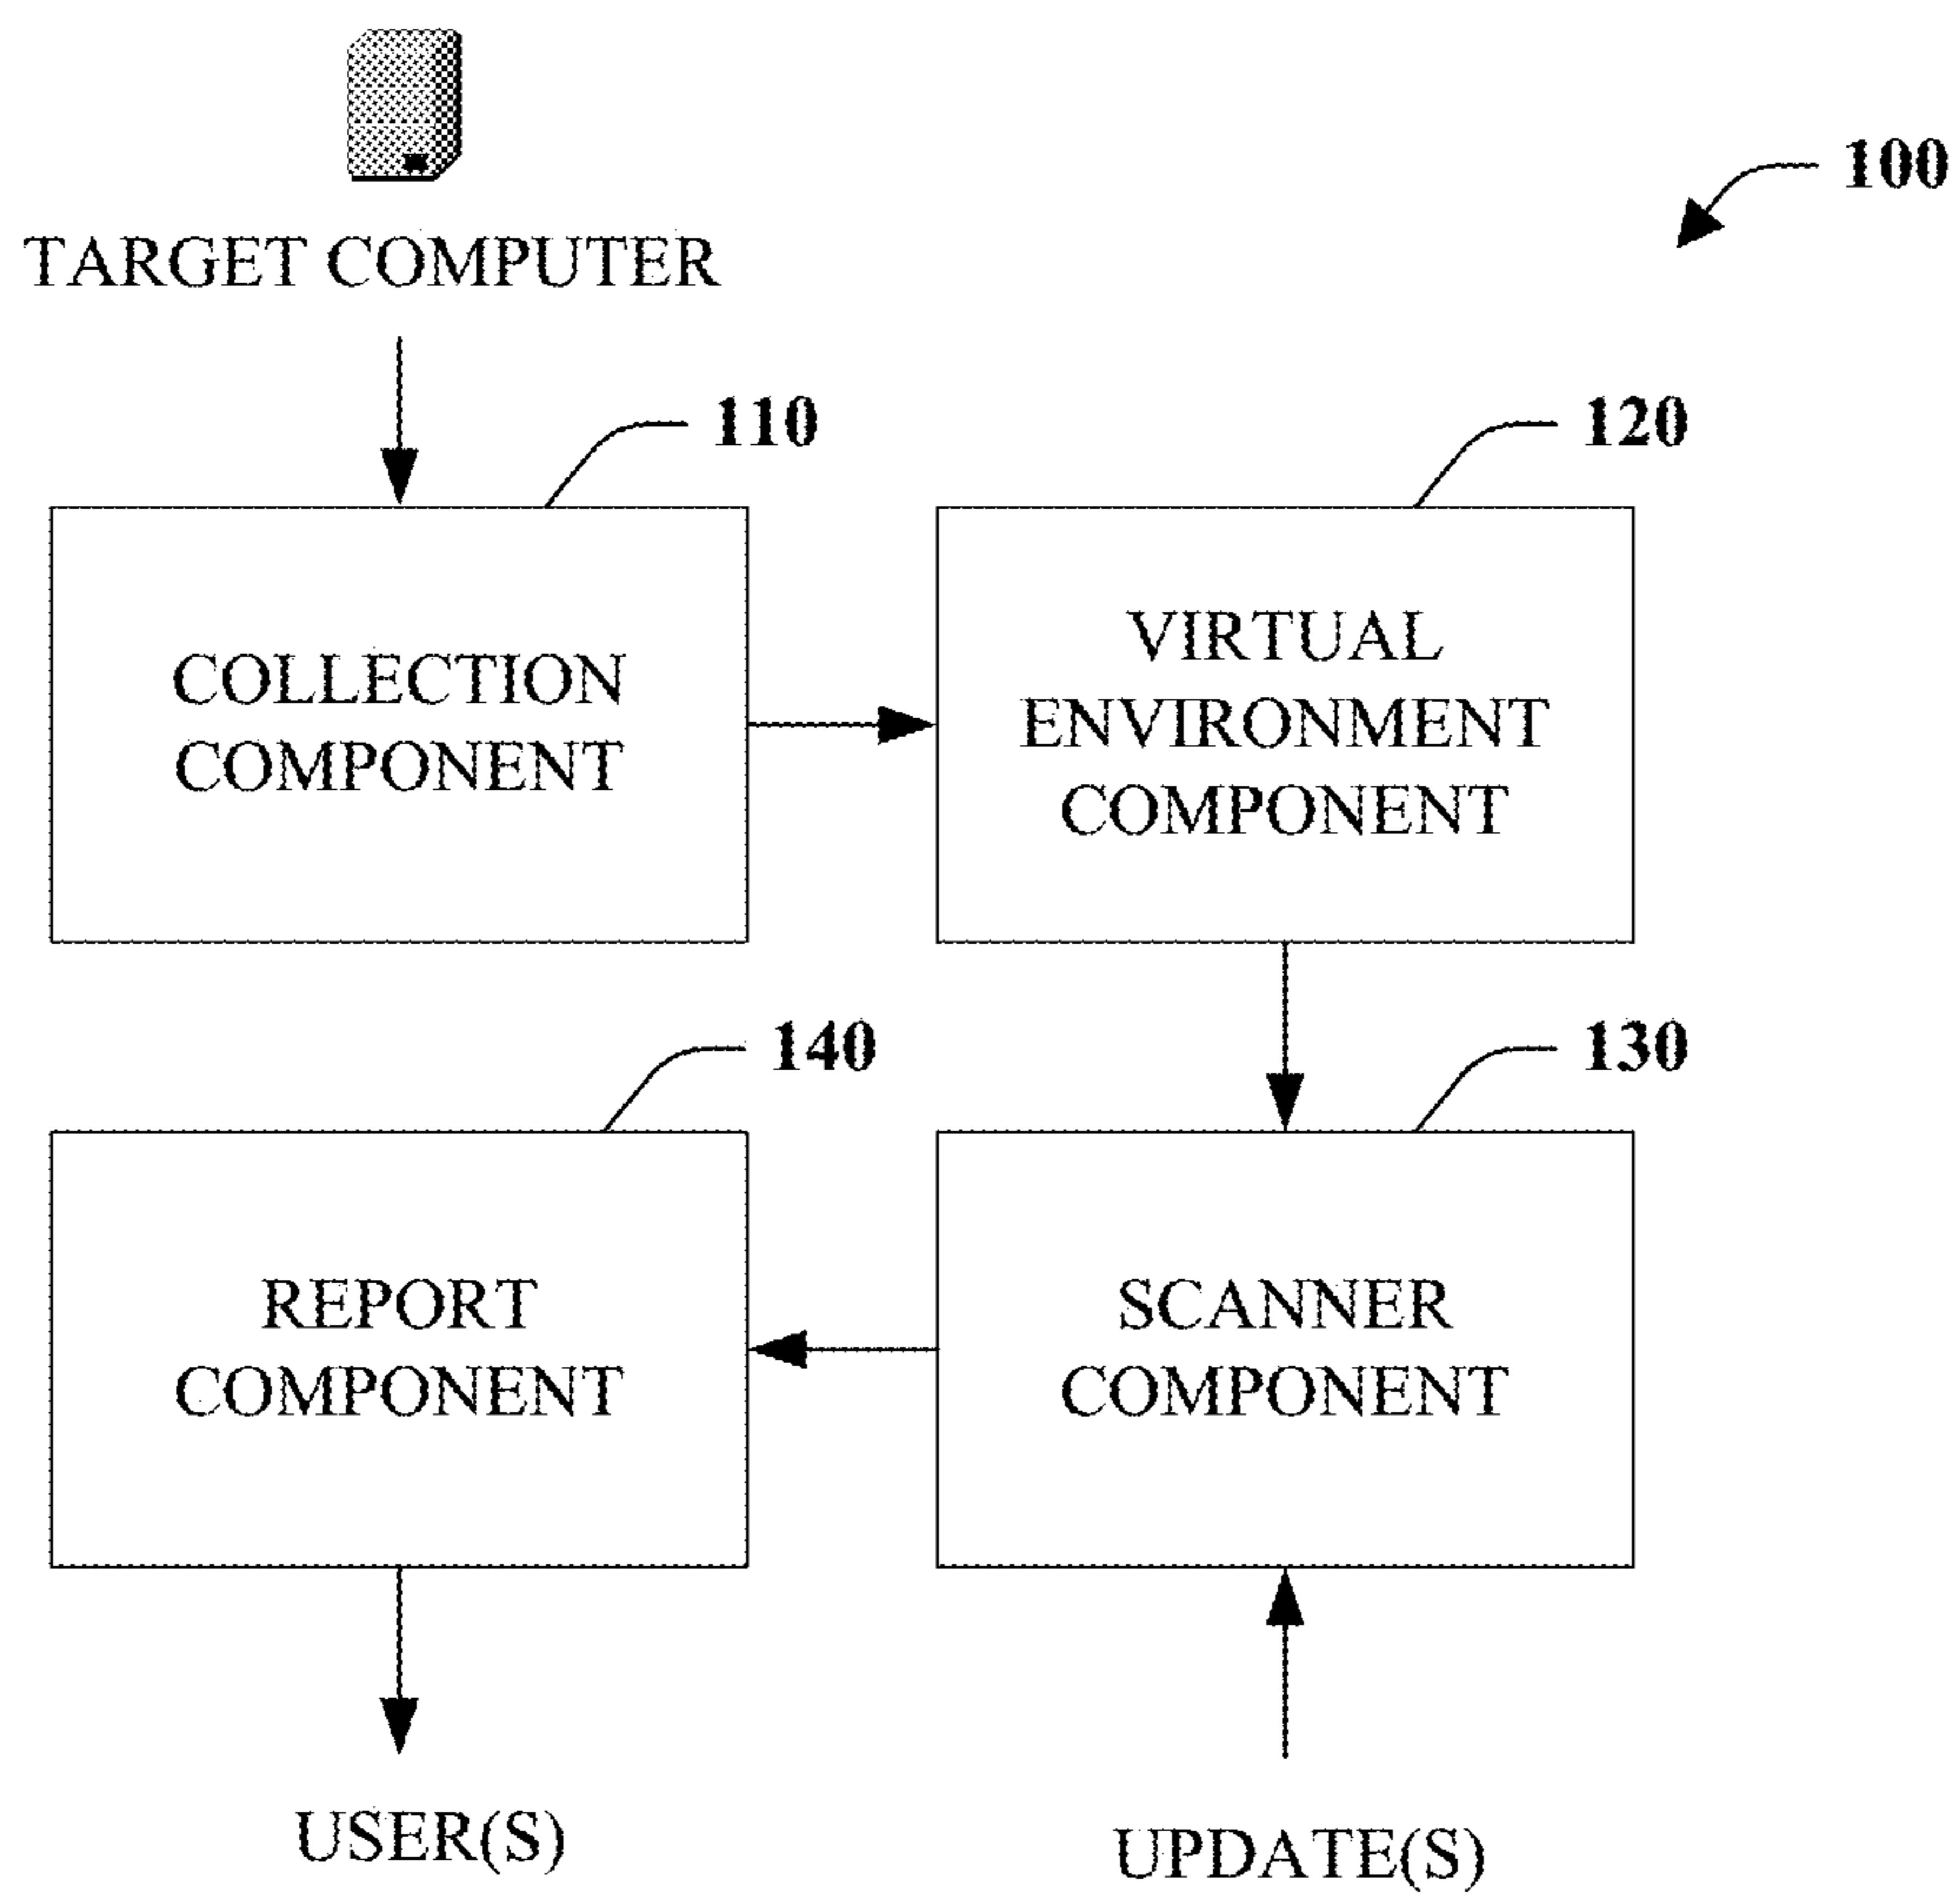 100
TARGET COMPUTER
110
120
COLLECTION
COMPONENT
VIRTUAL
ENVIRONMENT
COMPONENT
140
130
REPORT
COMPONENT
SCANNER
COMPONENT
USER(S)
UPDATE(S)